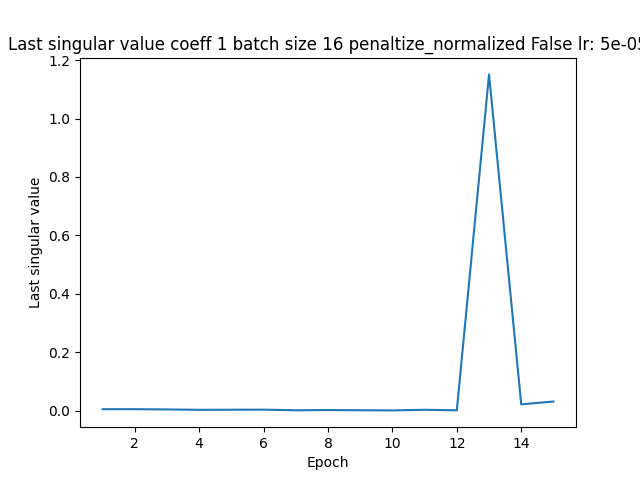 Last singular value coeff 1 batch size 16 penaltize_normalized False lr: 5e-05
1.2
1.0
0.8
0.6
0.4
0.2
0.0
Last singular value
2 4 6 8 10 12 14
Epoch